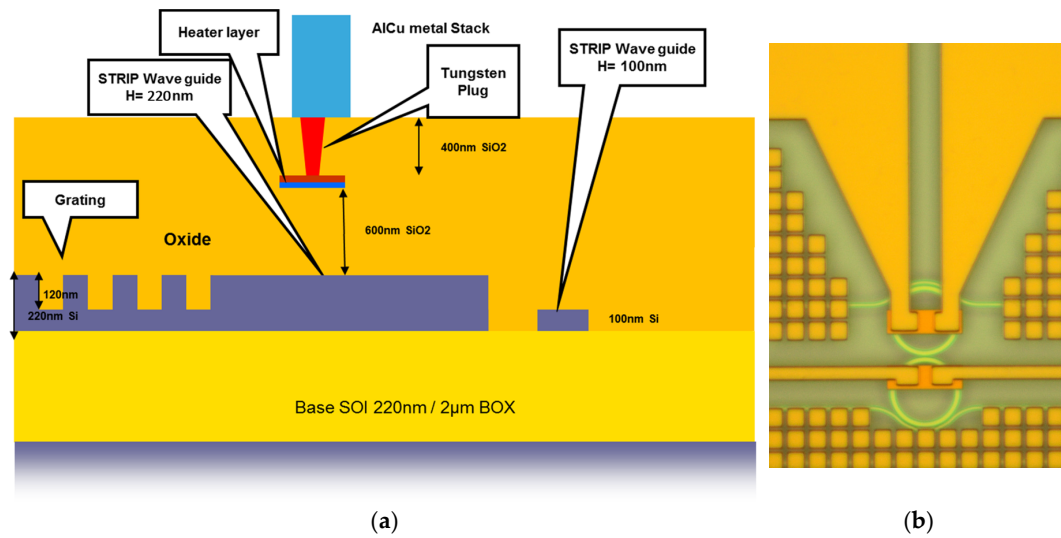 Heater layer
AlCu metal Stack
STRIP Wave guide
H= 220nm
Tungsten
Plug
STRIP Wave guide
H= 100nm
400nm SiO2
Grating
Oxide
600nm SiO2
120nm
220nm Si
100nm Si
Base SOI 220nm / 2µm BOX
(a)
(b)